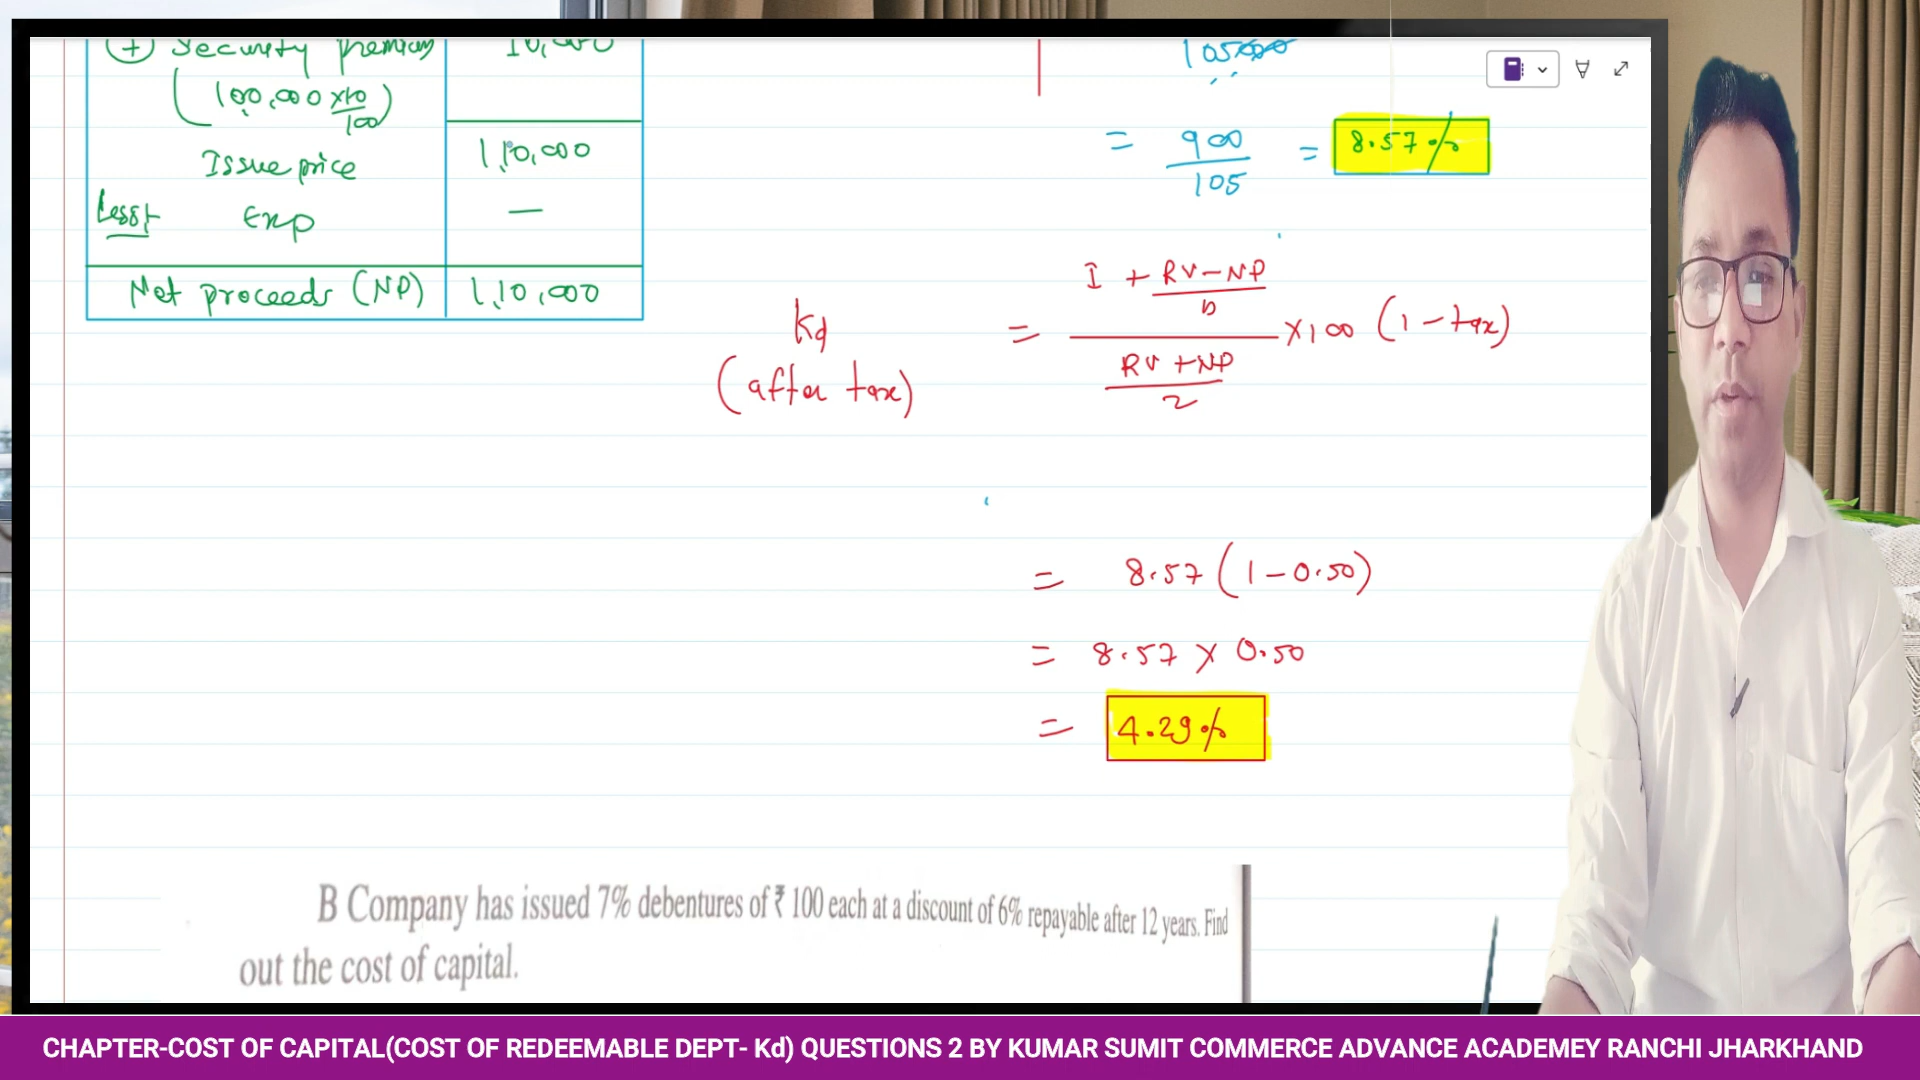 (+) Security premium 10,000
(100,000 x 10/100)
Issue price 1,10,000
Less:- Exp —
Net proceeds (NP) 1,10,000
105000
= 900/105 = 8.57%
Kd (after tax) = I + RV-NP/n / RV+NP/2 x100 (1-tax)
= 8.57 (1-0.50)
= 8.57 x 0.50
= 4.29%
B Company has issued 7% debentures of ₹ 100 each at a discount of 6% repayable after 12 years. Find
out the cost of capital.
CHAPTER-COST OF CAPITAL(COST OF REDEEMABLE DEPT- Kd) QUESTIONS 2 BY KUMAR SUMIT COMMERCE ADVANCE ACADEMEY RANCHI JHARKHAND